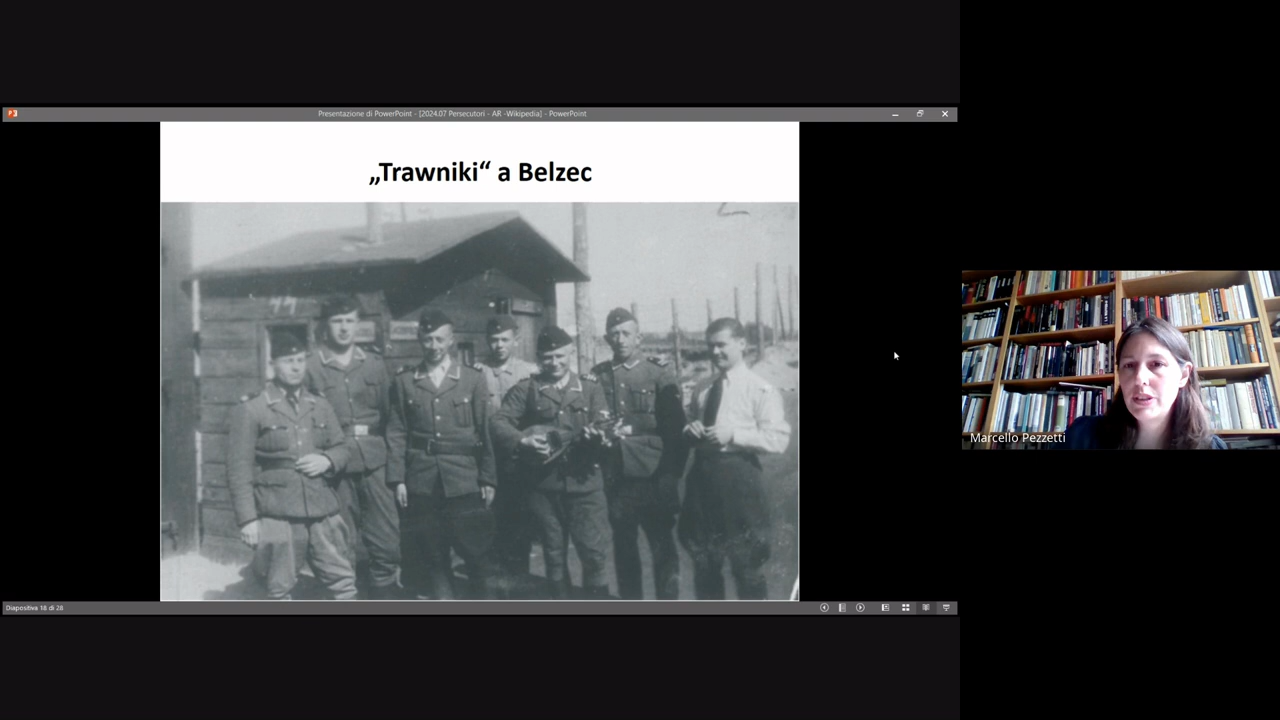 Presentazione di PowerPoint - [2024.07 Persecutori - AR -Wikipedia] - PowerPoint
„Trawniki“ a Belzec
Marcello Pezzetti
Diapositiva 18 di 28